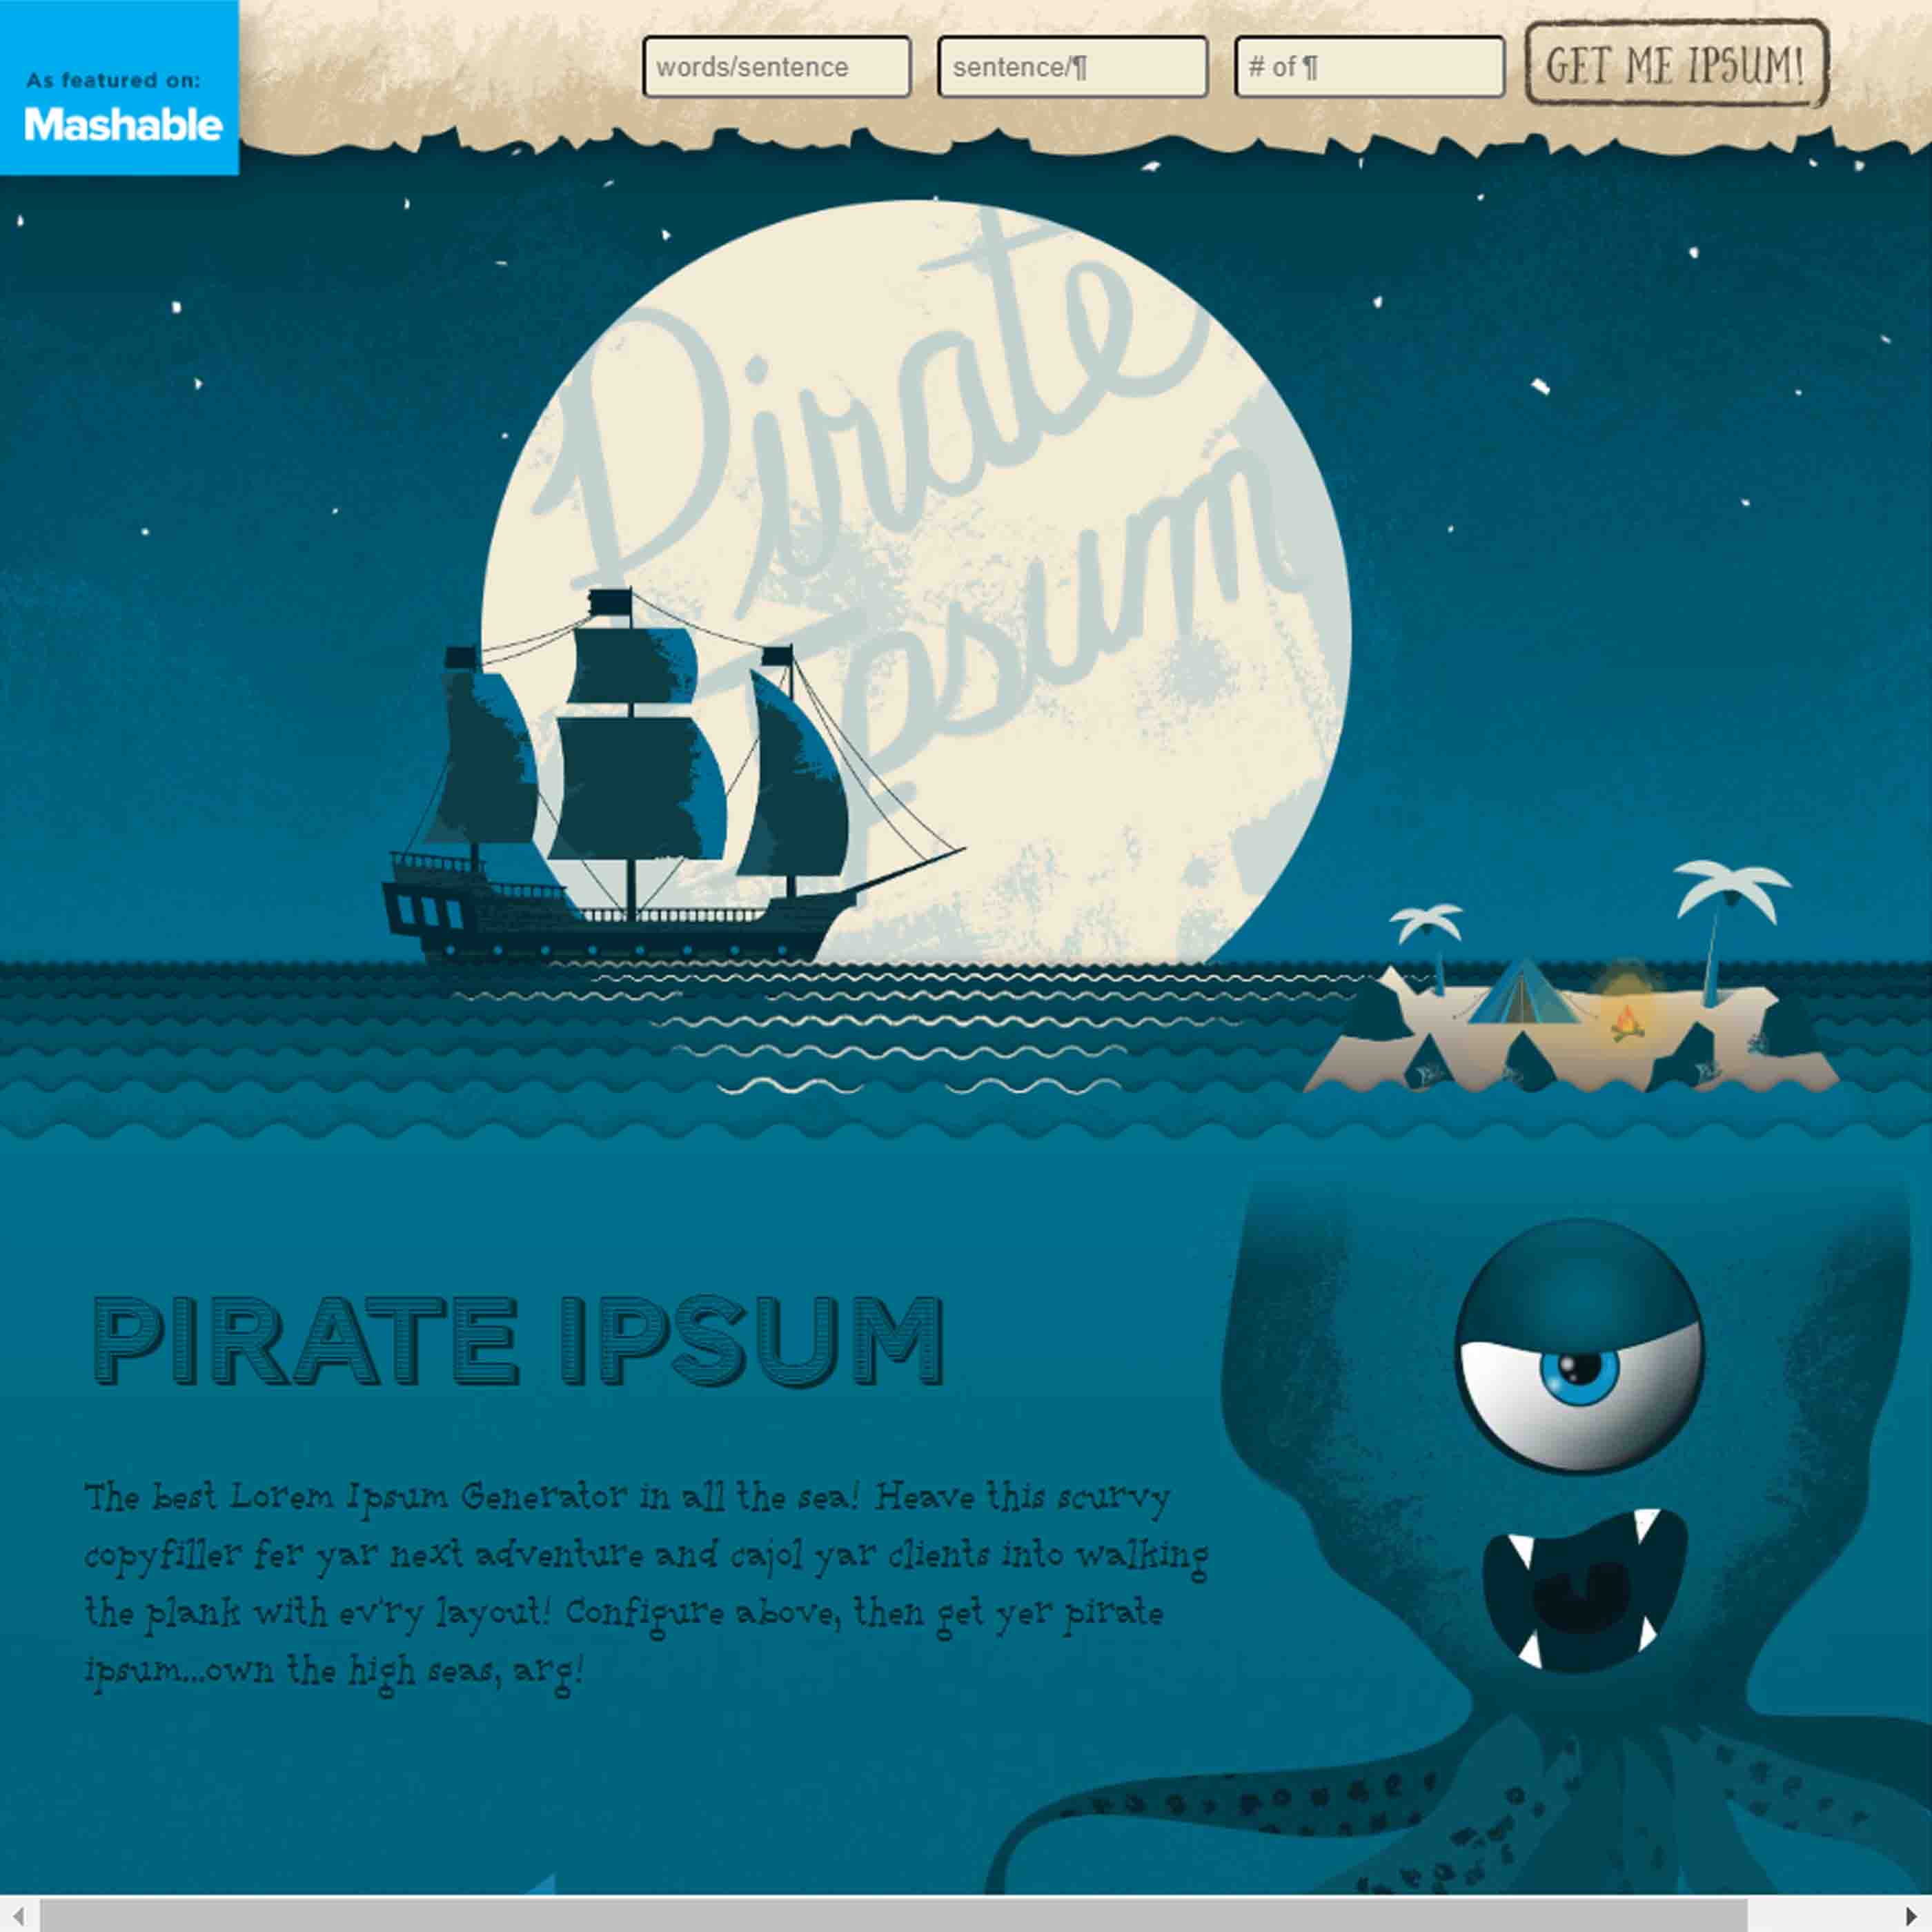 As featured on:
Mashable
words/sentence
sentence/¶
# of ¶
GET ME IPSUM!
Pirate
Ipsum
PIRATE IPSUM
The best Lorem Ipsum Generator in all the sea! Heave this scurvy
copyfiller fer yar next adventure and cajol yar clients into walking
the plank with ev'ry layout! Configure above, then get yer pirate
ipsum...own the high seas, arg!